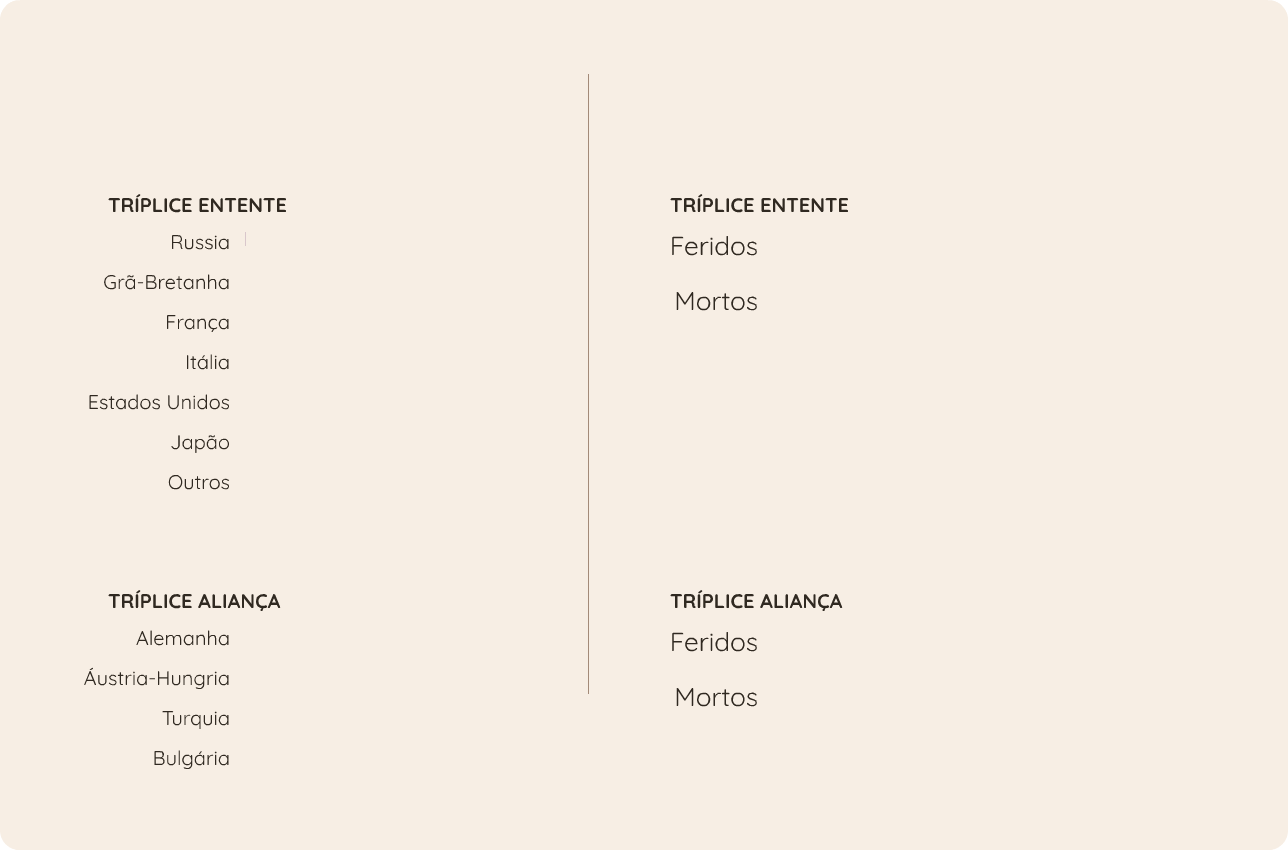 TRÍPLICE ENTENTE
Russia
Grã-Bretanha
França
Itália
Estados Unidos
Japão
Outros
TRÍPLICE ALIANÇA
Alemanha
Áustria-Hungria
Turquia
Bulgária
TRÍPLICE ENTENTE
Feridos
Mortos
TRÍPLICE ALIANÇA
Feridos
Mortos